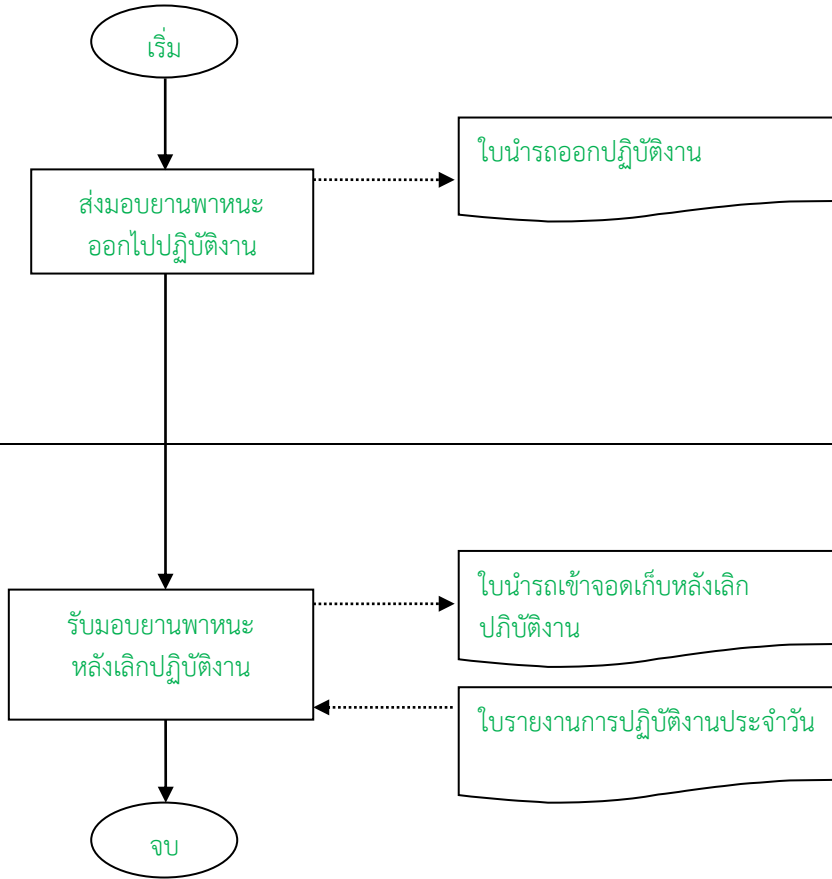 เริ่ม
ใบนำรถออกปฏิบัติงาน
ส่งมอบยานพาหนะ
ออกไปปฏิบัติงาน
ใบนำรถเข้าจอดเก็บหลังเลิก
ปภิบัติงาน
รับมอบยานพาหนะ
หลังเลิกปฏิบัติงาน
ใบรายงานการปฏิบัติงานประจำวัน
จบ